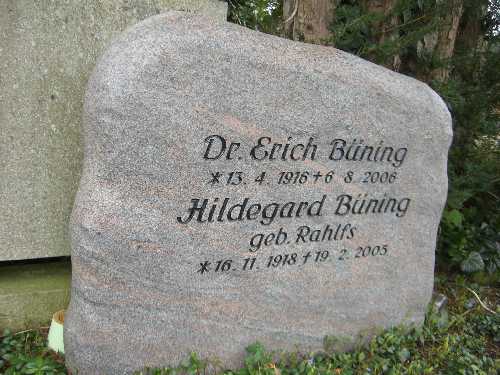 Dr. Erich Büning
* 13. 4. 1916 + 6. 8. 2006
Hildegard Büning
geb. Rahlfs
* 16. 11. 1918 + 19. 2. 2005